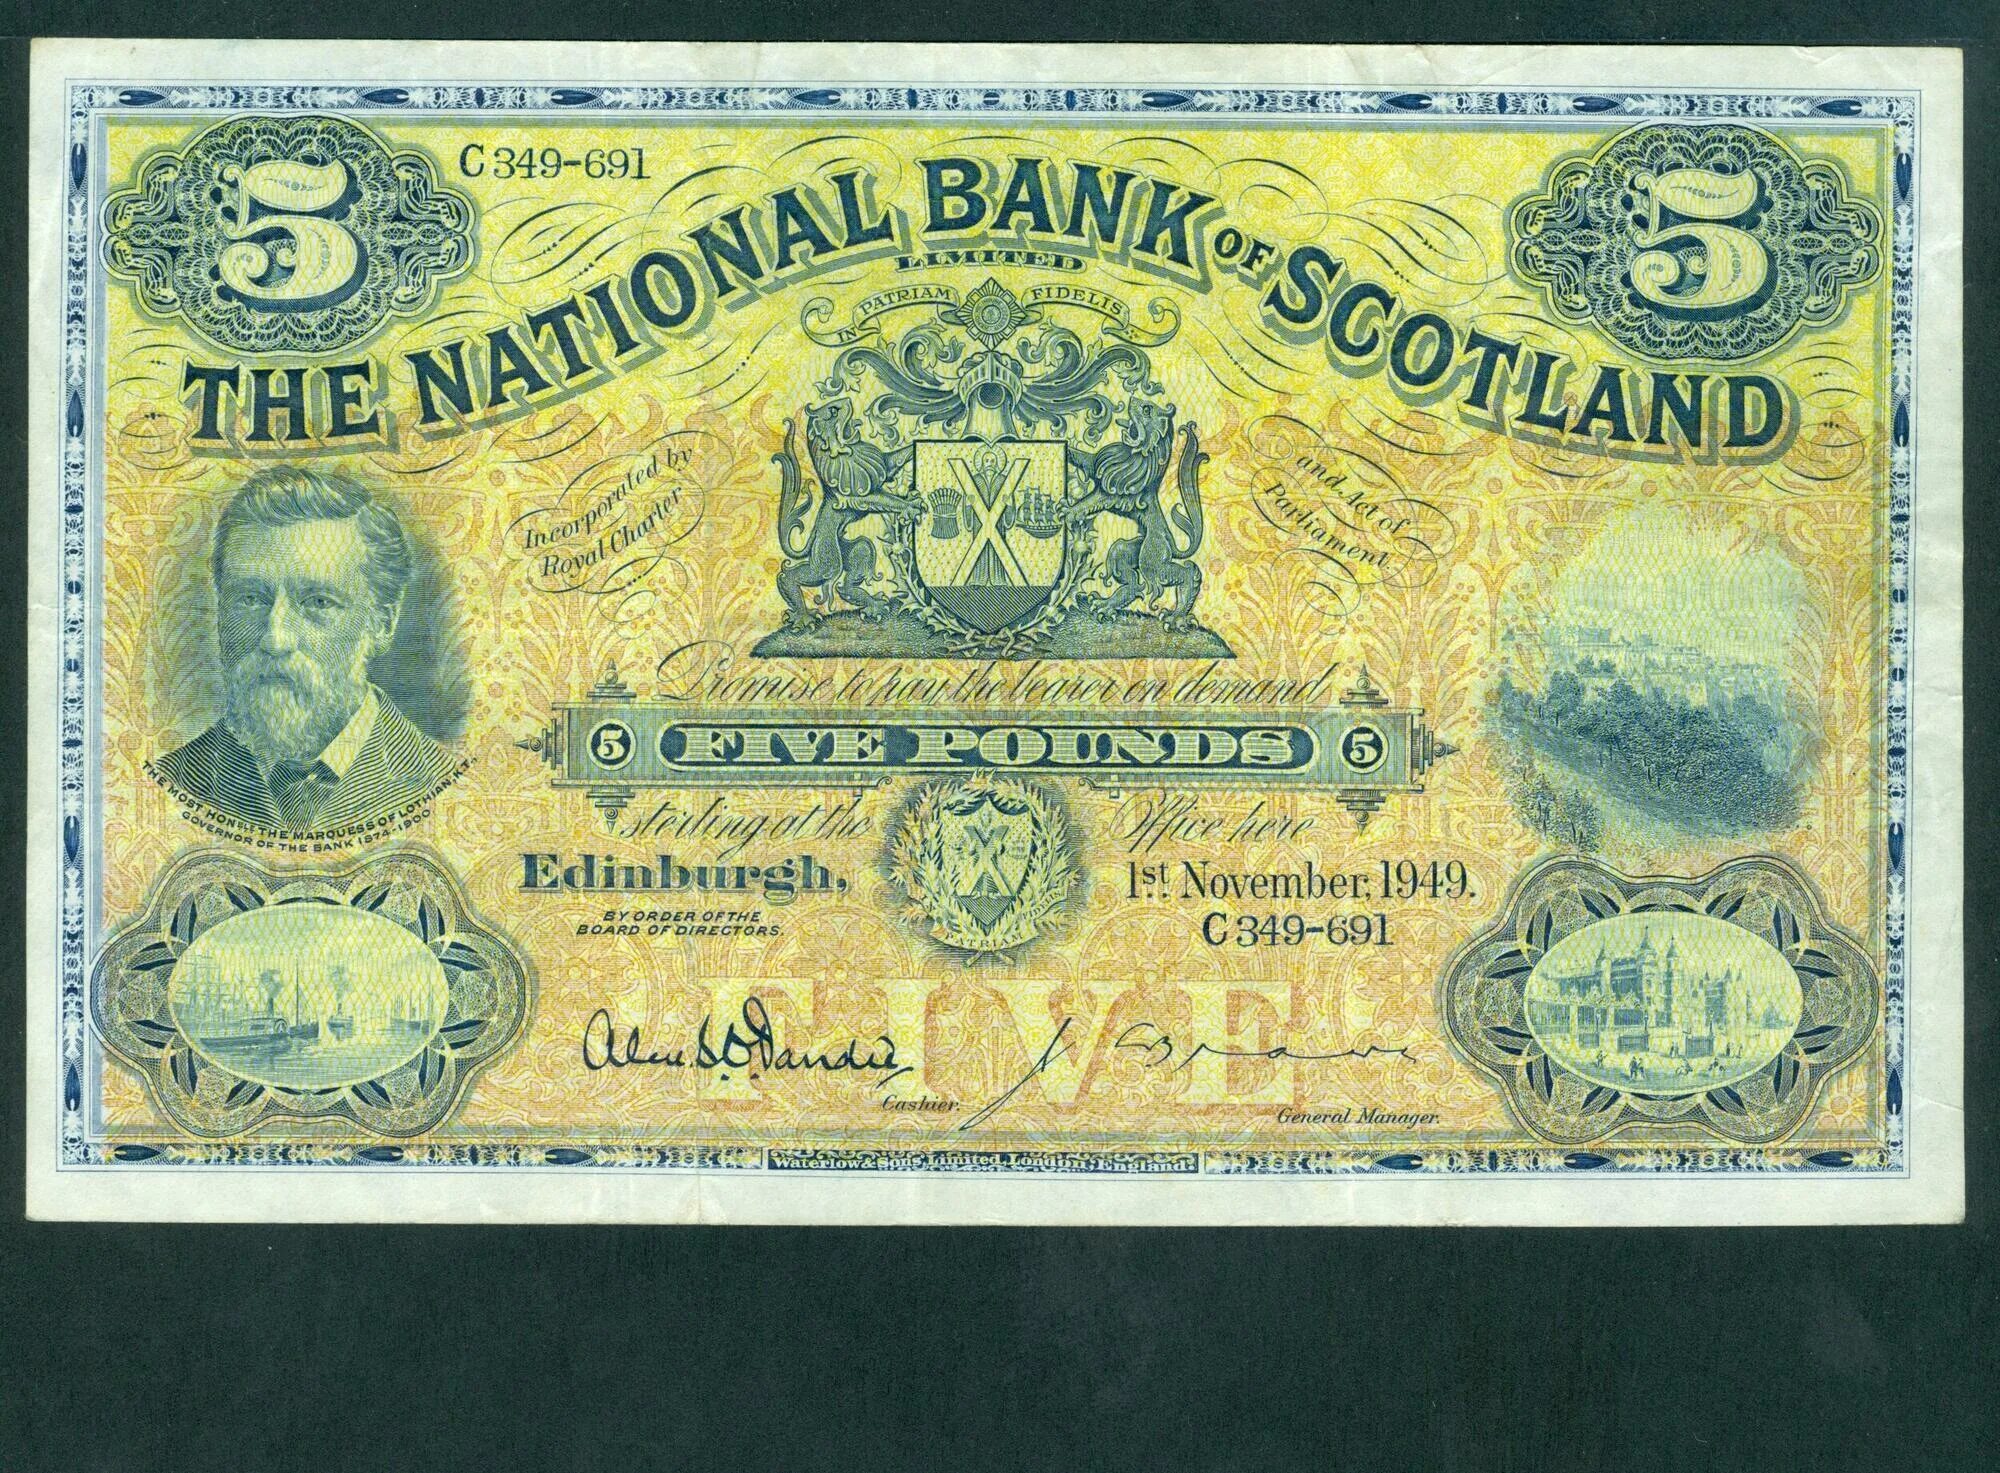 5
C 349-691
5
THE NATIONAL BANK OF SCOTLAND
LIMITED
IN PATRIAM FIDELIS
Incorporated by
Royal Charter
and Act of
Parliament.
Promise to pay the bearer on demand
5 FIVE POUNDS 5
THE MOST HONBLE THE MARQUESS OF LOTHIAN K.T.
GOVERNOR OF THE BANK 1874-1900
sterling at the Office here
Edinburgh, 1st November, 1949.
BY ORDER OF THE
BOARD OF DIRECTORS.
C 349-691
PATRIAM FIDELIS
FIVE
Cashier.
General Manager.
Waterlow & Sons Limited, London, England.